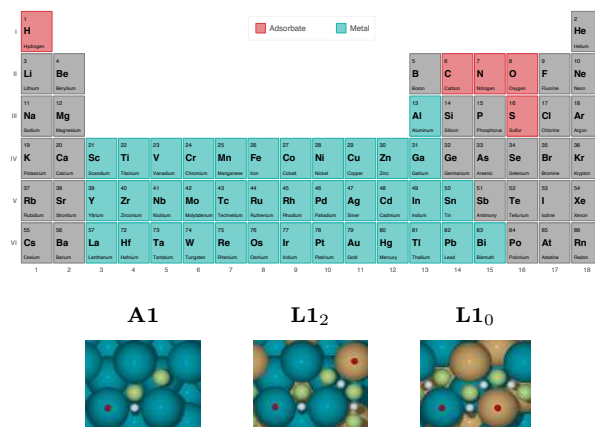 1 2
I H He
Hydrogen Helium
Adsorbate Metal
3 4 5 6 7 8 9 10
II Li Be B C N O F Ne
Lithium Beryllium Boron Carbon Nitrogen Oxygen Fluorine Neon
11 12 13 14 15 16 17 18
III Na Mg Al Si P S Cl Ar
Sodium Magnesium Aluminum Silicon Phosphorus Sulfur Chlorine Argon
19 20 21 22 23 24 25 26 27 28 29 30 31 32 33 34 35 36
IV K Ca Sc Ti V Cr Mn Fe Co Ni Cu Zn Ga Ge As Se Br Kr
Potassium Calcium Scandium Titanium Vanadium Chromium Manganese Iron Cobalt Nickel Copper Zinc Gallium Germanium Arsenic Selenium Bromine Krypton
37 38 39 40 41 42 43 44 45 46 47 48 49 50 51 52 53 54
V Rb Sr Y Zr Nb Mo Tc Ru Rh Pd Ag Cd In Sn Sb Te I Xe
Rubidium Strontium Yttrium Zirconium Niobium Molybdenum Technetium Ruthenium Rhodium Palladium Silver Cadmium Indium Tin Antimony Tellurium Iodine Xenon
55 56 57 72 73 74 75 76 77 78 79 80 81 82 83 84 85 86
VI Cs Ba La Hf Ta W Re Os Ir Pt Au Hg Tl Pb Bi Po At Rn
Cesium Barium Lanthanum Hafnium Tantalum Tungsten Rhenium Osmium Iridium Platinum Gold Mercury Thallium Lead Bismuth Polonium Astatine Radon
1 2 3 4 5 6 7 8 9 10 11 12 13 14 15 16 17 18
A1 L1₂ L1₀